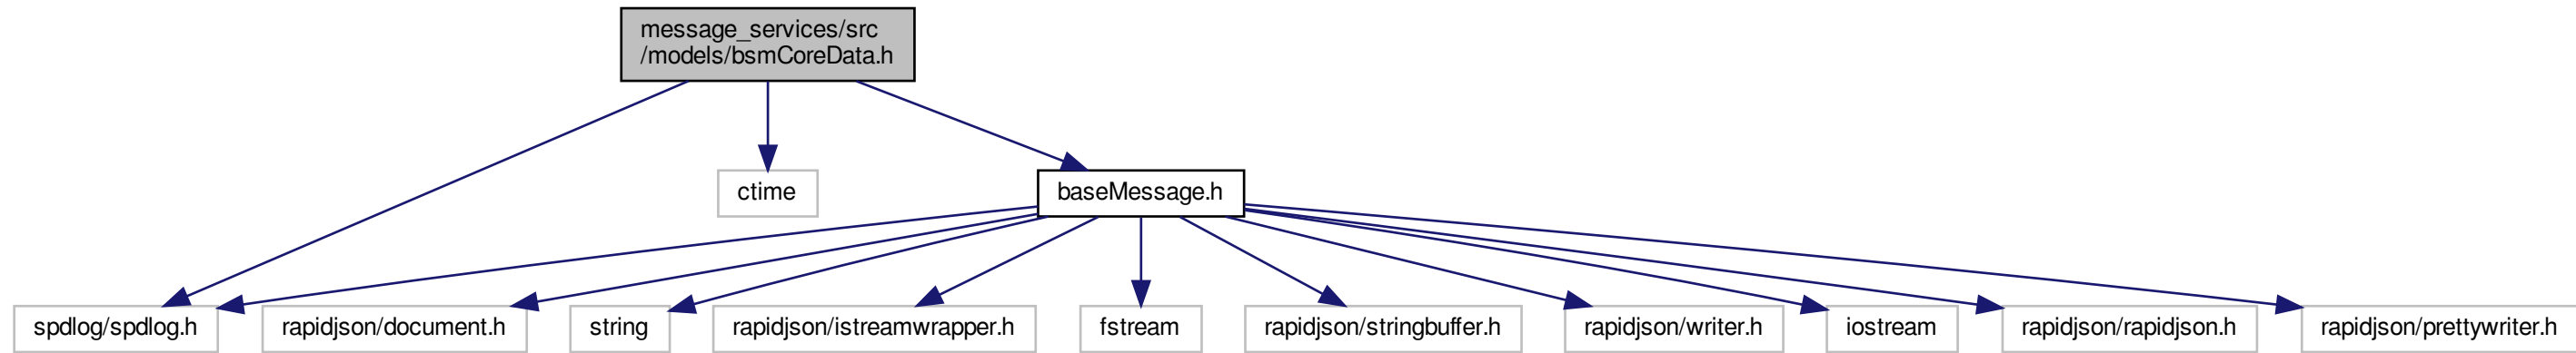 message_services/src
/models/bsmCoreData.h
ctime
baseMessage.h
spdlog/spdlog.h
rapidjson/document.h
string
rapidjson/istreamwrapper.h
fstream
rapidjson/stringbuffer.h
rapidjson/writer.h
iostream
rapidjson/rapidjson.h
rapidjson/prettywriter.h